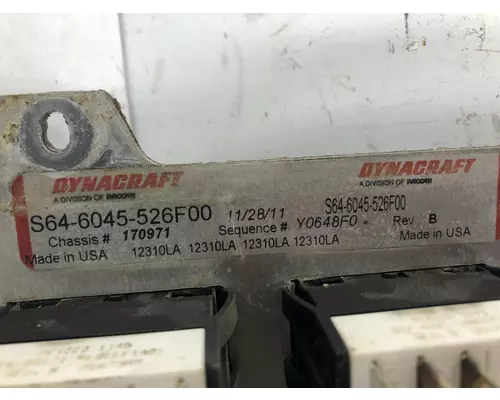 DYNACRAFT DYNACRAFT
A DIVISION OF PACCAR A DIVISION OF PACCAR
S64-6045-526F00 11/28/11 S64-6045-526F00
Chassis # 170971 Sequence # Y0648F0 - Rev B
Made in USA 12310LA 12310LA 12310LA 12310LA Made in USA